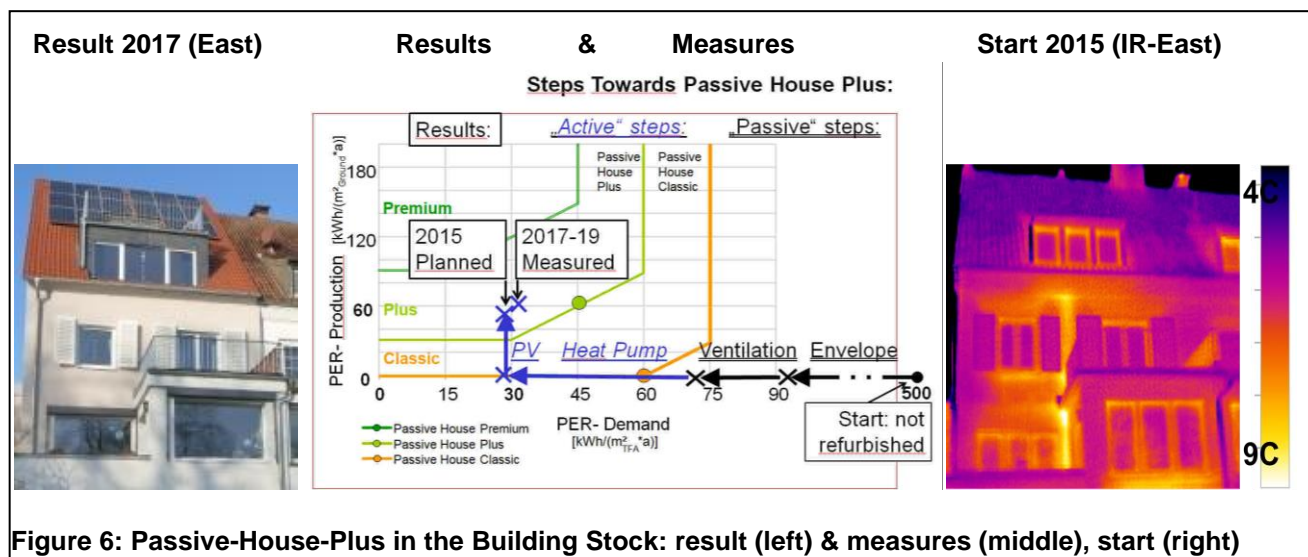 Result 2017 (East) Results & Measures Start 2015 (IR-East)
Steps Towards Passive House Plus:
Results: „Active“ steps: „Passive“ steps:
PER- Production [kWh/(m²Ground*a)]
180
120
60
0
Passive House Plus
Passive House Classic
Premium
Plus
Classic
2015 Planned
2017-19 Measured
PV Heat Pump Ventilation Envelope
0 15 30 45 60 75 90 500
PER- Demand
[kWh/(m²TFA*a)]
Passive House Premium
Passive House Plus
Passive House Classic
Start: not
refurbished
4C
9C
Figure 6: Passive-House-Plus in the Building Stock: result (left) & measures (middle), start (right)